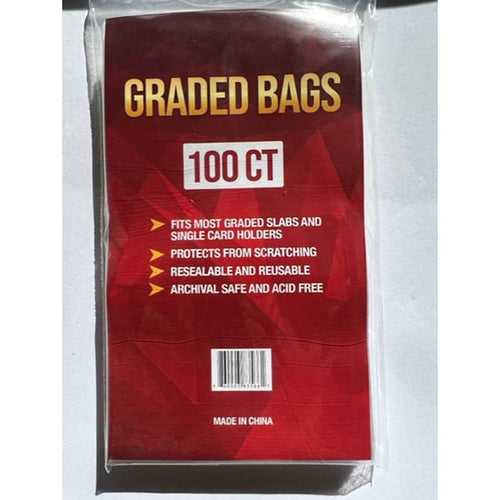 GRADED BAGS
100 CT
FITS MOST GRADED SLABS AND
SINGLE CARD HOLDERS
PROTECTS FROM SCRATCHING
RESEALABLE AND REUSABLE
ARCHIVAL SAFE AND ACID FREE
MADE IN CHINA